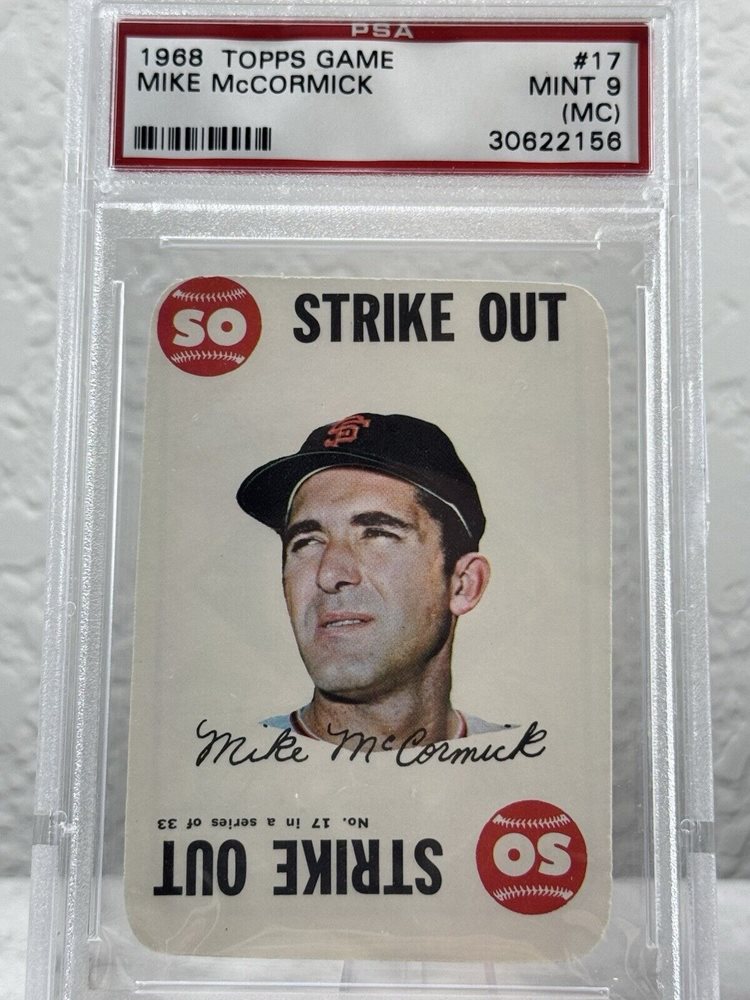 PSA
1968 TOPPS GAME #17
MIKE McCORMICK MINT 9
(MC)
30622156
SO STRIKE OUT
SF
Mike McCormick
No. 17 in a series of 33
STRIKE OUT SO